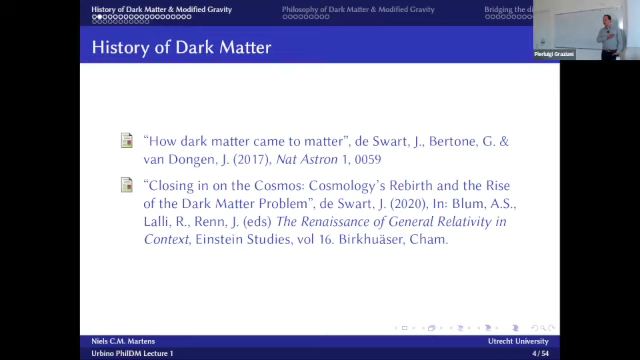 History of Dark Matter & Modified Gravity
Philosophy of Dark Matter & Modified Gravity
Bridging the di
History of Dark Matter
Pierluigi Graziani
“How dark matter came to matter”, de Swart, J., Bertone, G. &
van Dongen, J. (2017), Nat Astron 1, 0059
“Closing in on the Cosmos: Cosmology's Rebirth and the Rise
of the Dark Matter Problem”, de Swart, J. (2020), In: Blum, A.S.,
Lalli, R., Renn, J. (eds) The Renaissance of General Relativity in
Context, Einstein Studies, vol 16. Birkhuäser, Cham.
Niels C.M. Martens
Utrecht University
Urbino PhilDM Lecture 1
4 / 54